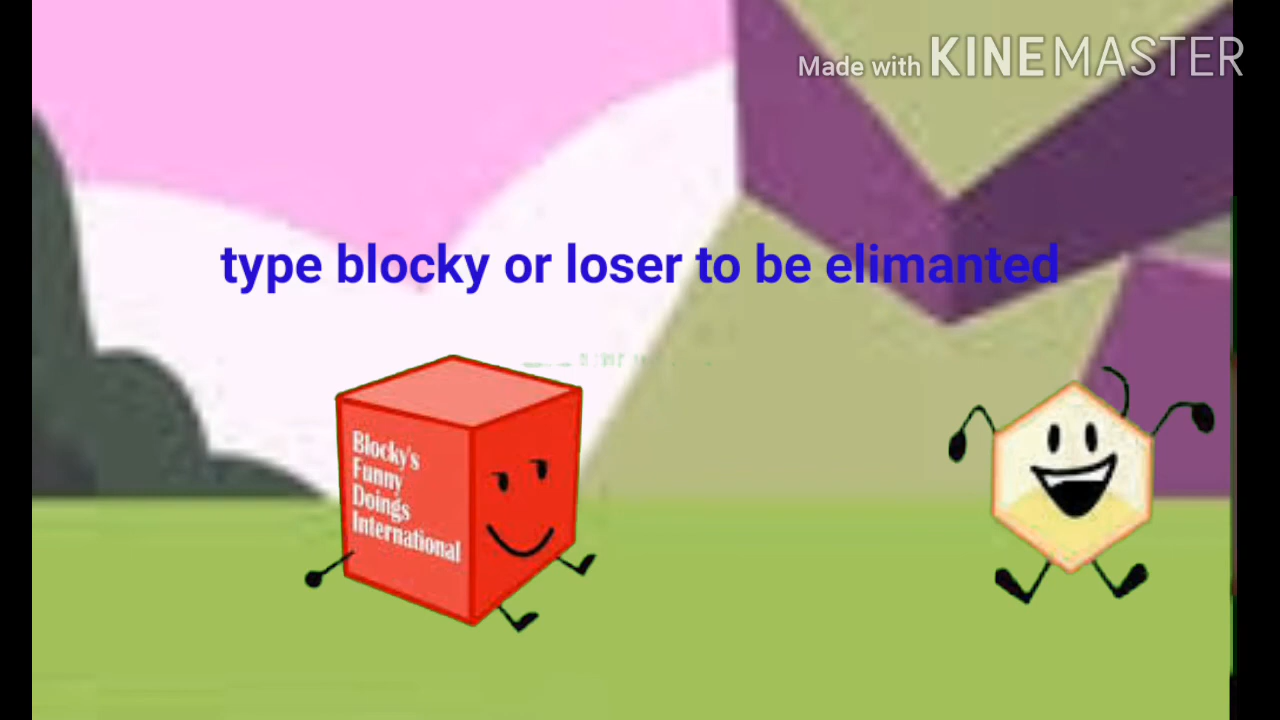 Made with KINEMASTER
type blocky or loser to be elimanted
Blocky's
Funny
Doings
International